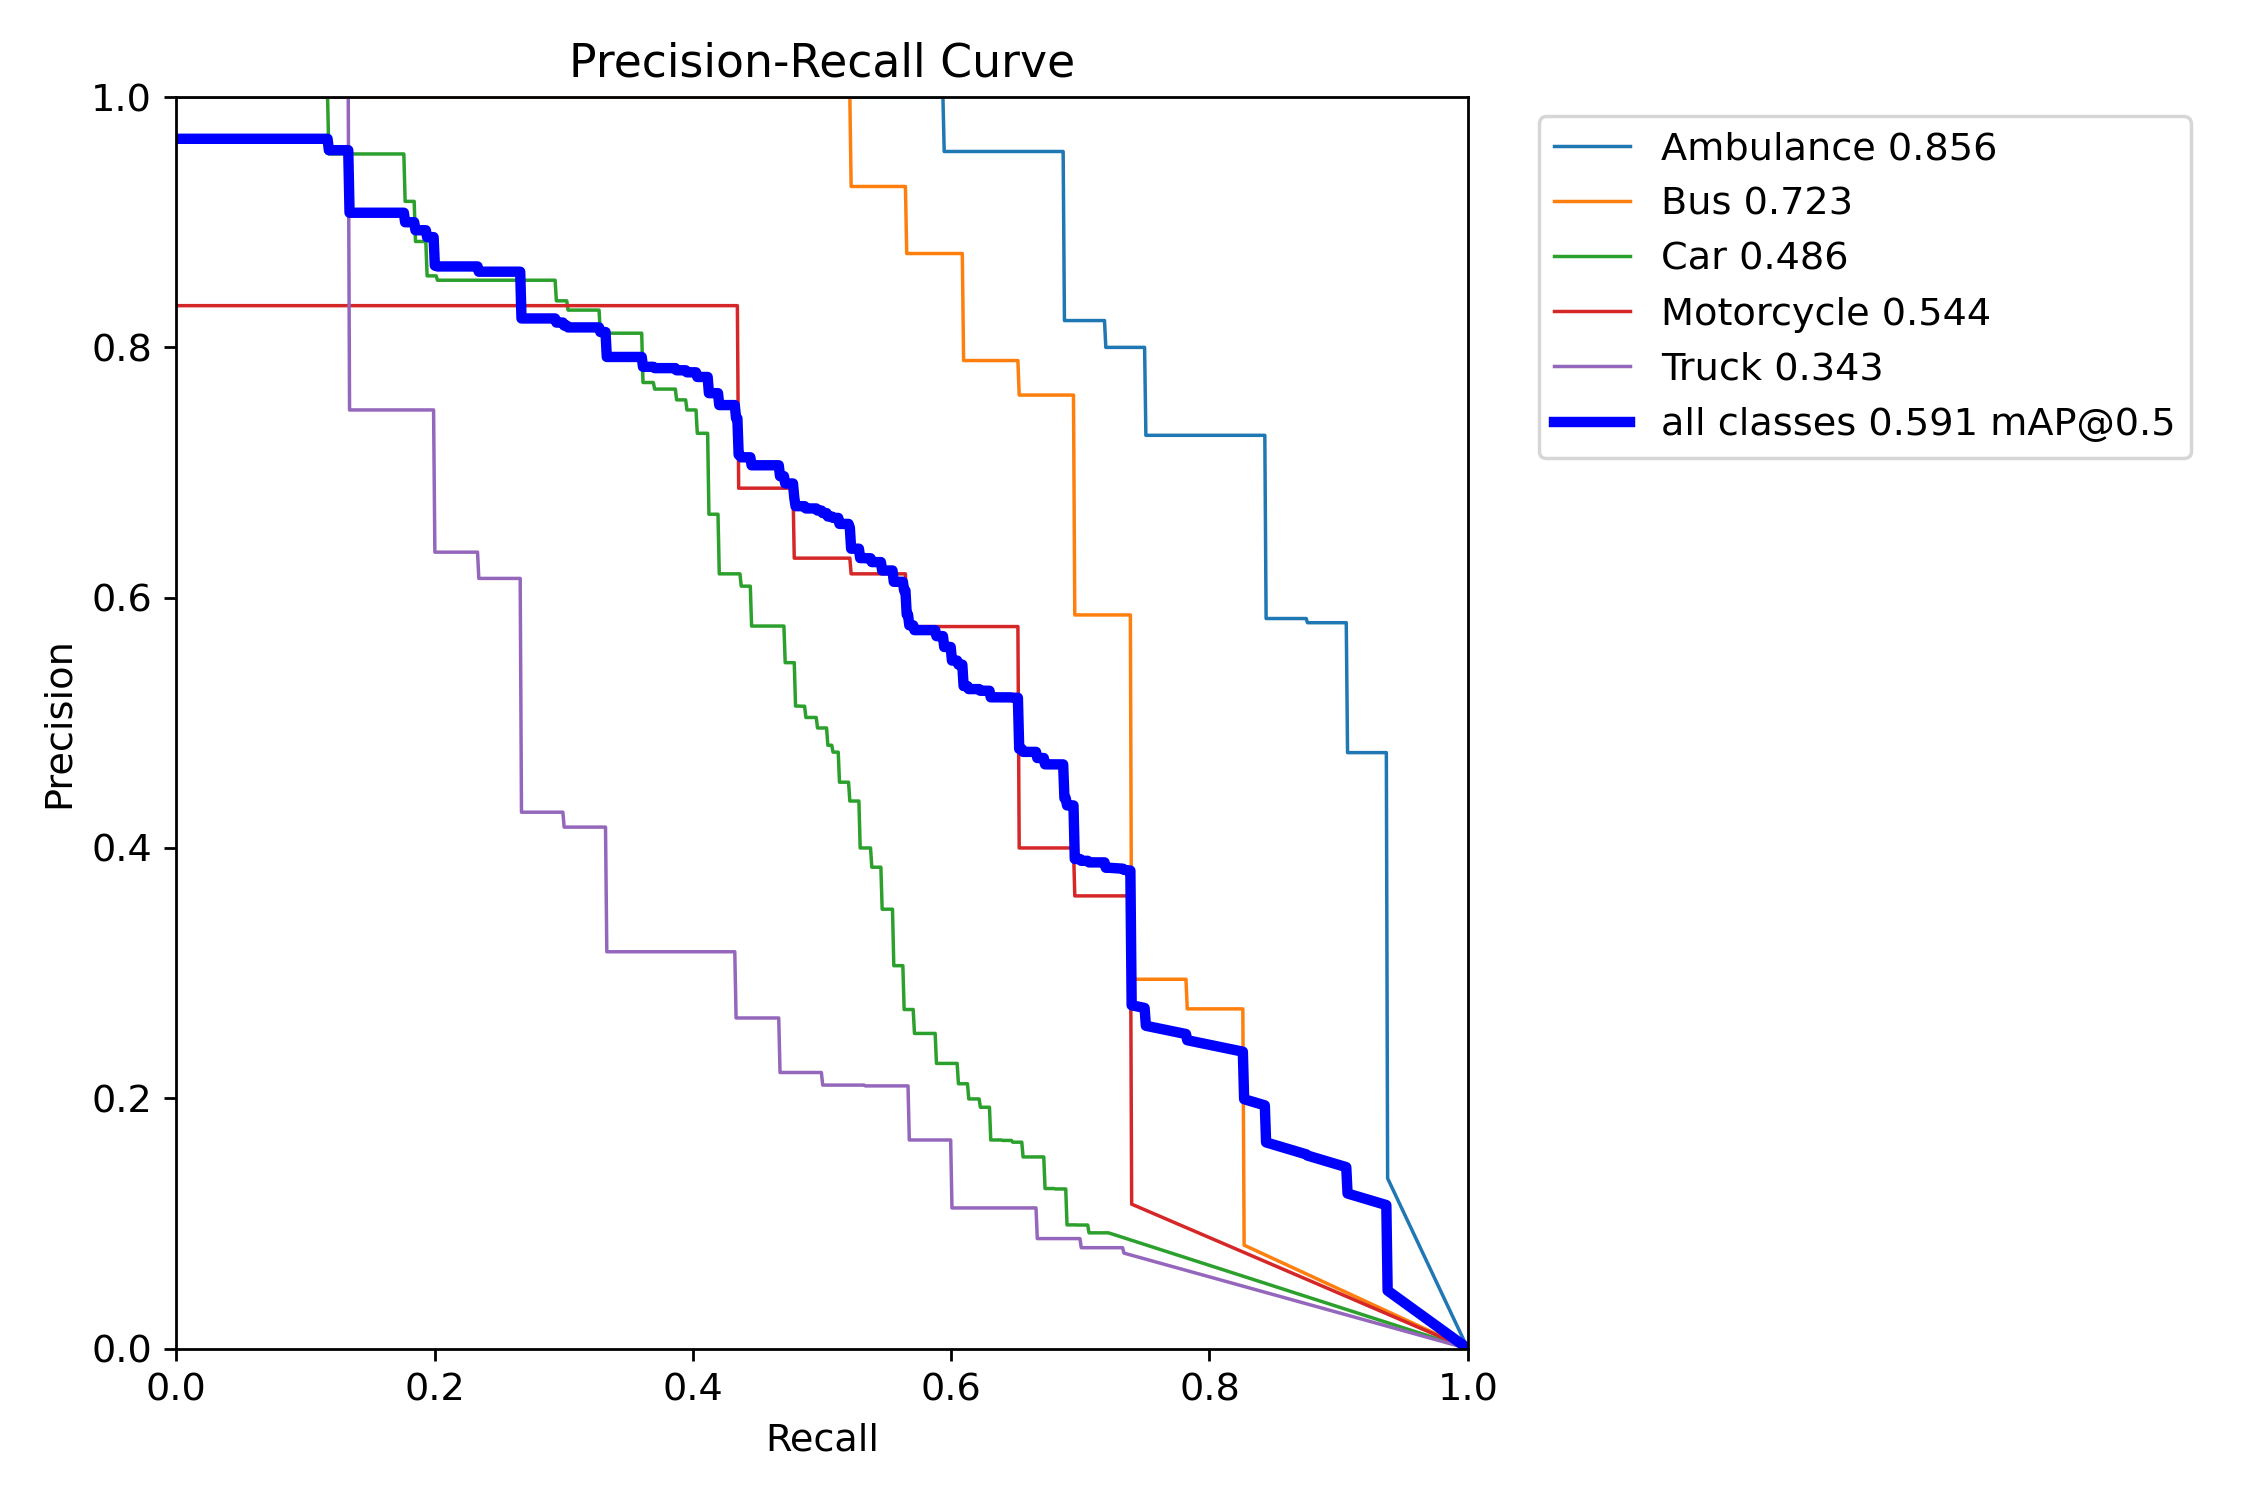 Precision-Recall Curve
1.0
0.8
0.6
0.4
0.2
0.0
Precision
0.0 0.2 0.4 0.6 0.8 1.0
Recall
Ambulance 0.856
Bus 0.723
Car 0.486
Motorcycle 0.544
Truck 0.343
all classes 0.591 mAP@0.5